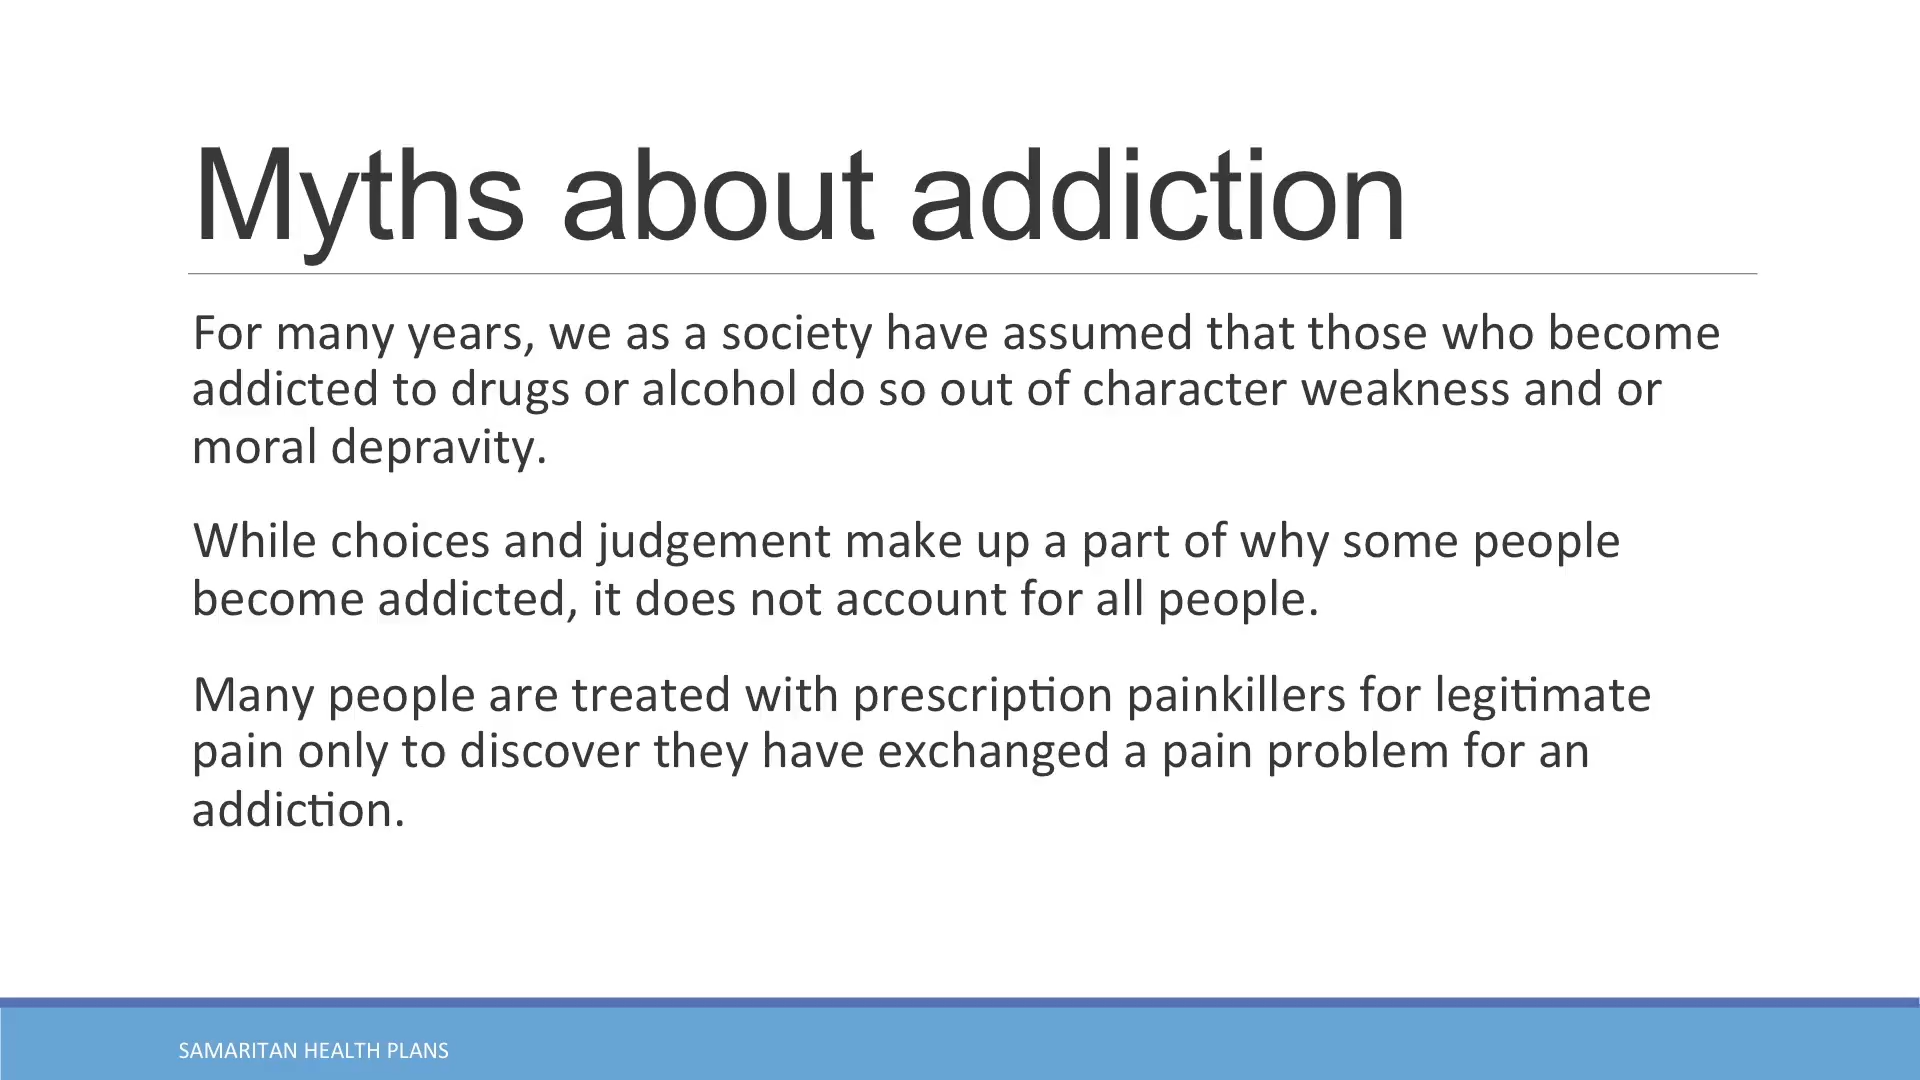 Myths about addiction
For many years, we as a society have assumed that those who become
addicted to drugs or alcohol do so out of character weakness and or
moral depravity.
While choices and judgement make up a part of why some people
become addicted, it does not account for all people.
Many people are treated with prescription painkillers for legitimate
pain only to discover they have exchanged a pain problem for an
addiction.
SAMARITAN HEALTH PLANS